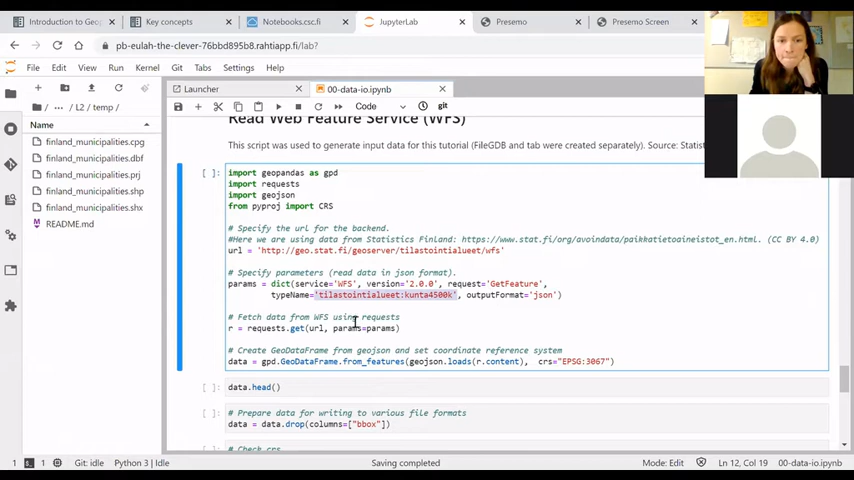 Introduction to Geo
Key concepts
Notebooks.csc.fi
JupyterLab
Presemo
Presemo Screen
pb-eulah-the-clever-76bbd895b8.rahtiapp.fi/lab?
File Edit View Run Kernel Git Tabs Settings Help
Launcher
00-data-io.ipynb
Code
git
/ ··· / L2 / temp /
Name
finland_municipalities.cpg
finland_municipalities.dbf
finland_municipalities.prj
finland_municipalities.shp
finland_municipalities.shx
README.md
Read Web Feature Service (WFS)
This script was used to generate input data for this tutorial (FileGDB and tab were created separately). Source: Statis
[ ]:
import geopandas as gpd
import requests
import geojson
from pyproj import CRS
# Specify the url for the backend.
#Here we are using data from Statistics Finland: https://www.stat.fi/org/avoindata/paikkatietoaineistot_en.html. (CC BY 4.0)
url = 'http://geo.stat.fi/geoserver/tilastointialueet/wfs'
# Specify parameters (read data in json format).
params = dict(service='WFS', version='2.0.0', request='GetFeature',
typeName='tilastointialueet:kunta4500k', outputFormat='json')
# Fetch data from WFS using requests
r = requests.get(url, params=params)
# Create GeoDataFrame from geojson and set coordinate reference system
data = gpd.GeoDataFrame.from_features(geojson.loads(r.content), crs="EPSG:3067")
[ ]: data.head()
[ ]: # Prepare data for writing to various file formats
data = data.drop(columns=["bbox"])
[ ]: # Check crs
1 1 Git: idle Python 3 | Idle Saving completed Mode: Edit Ln 12, Col 19 00-data-io.ipynb